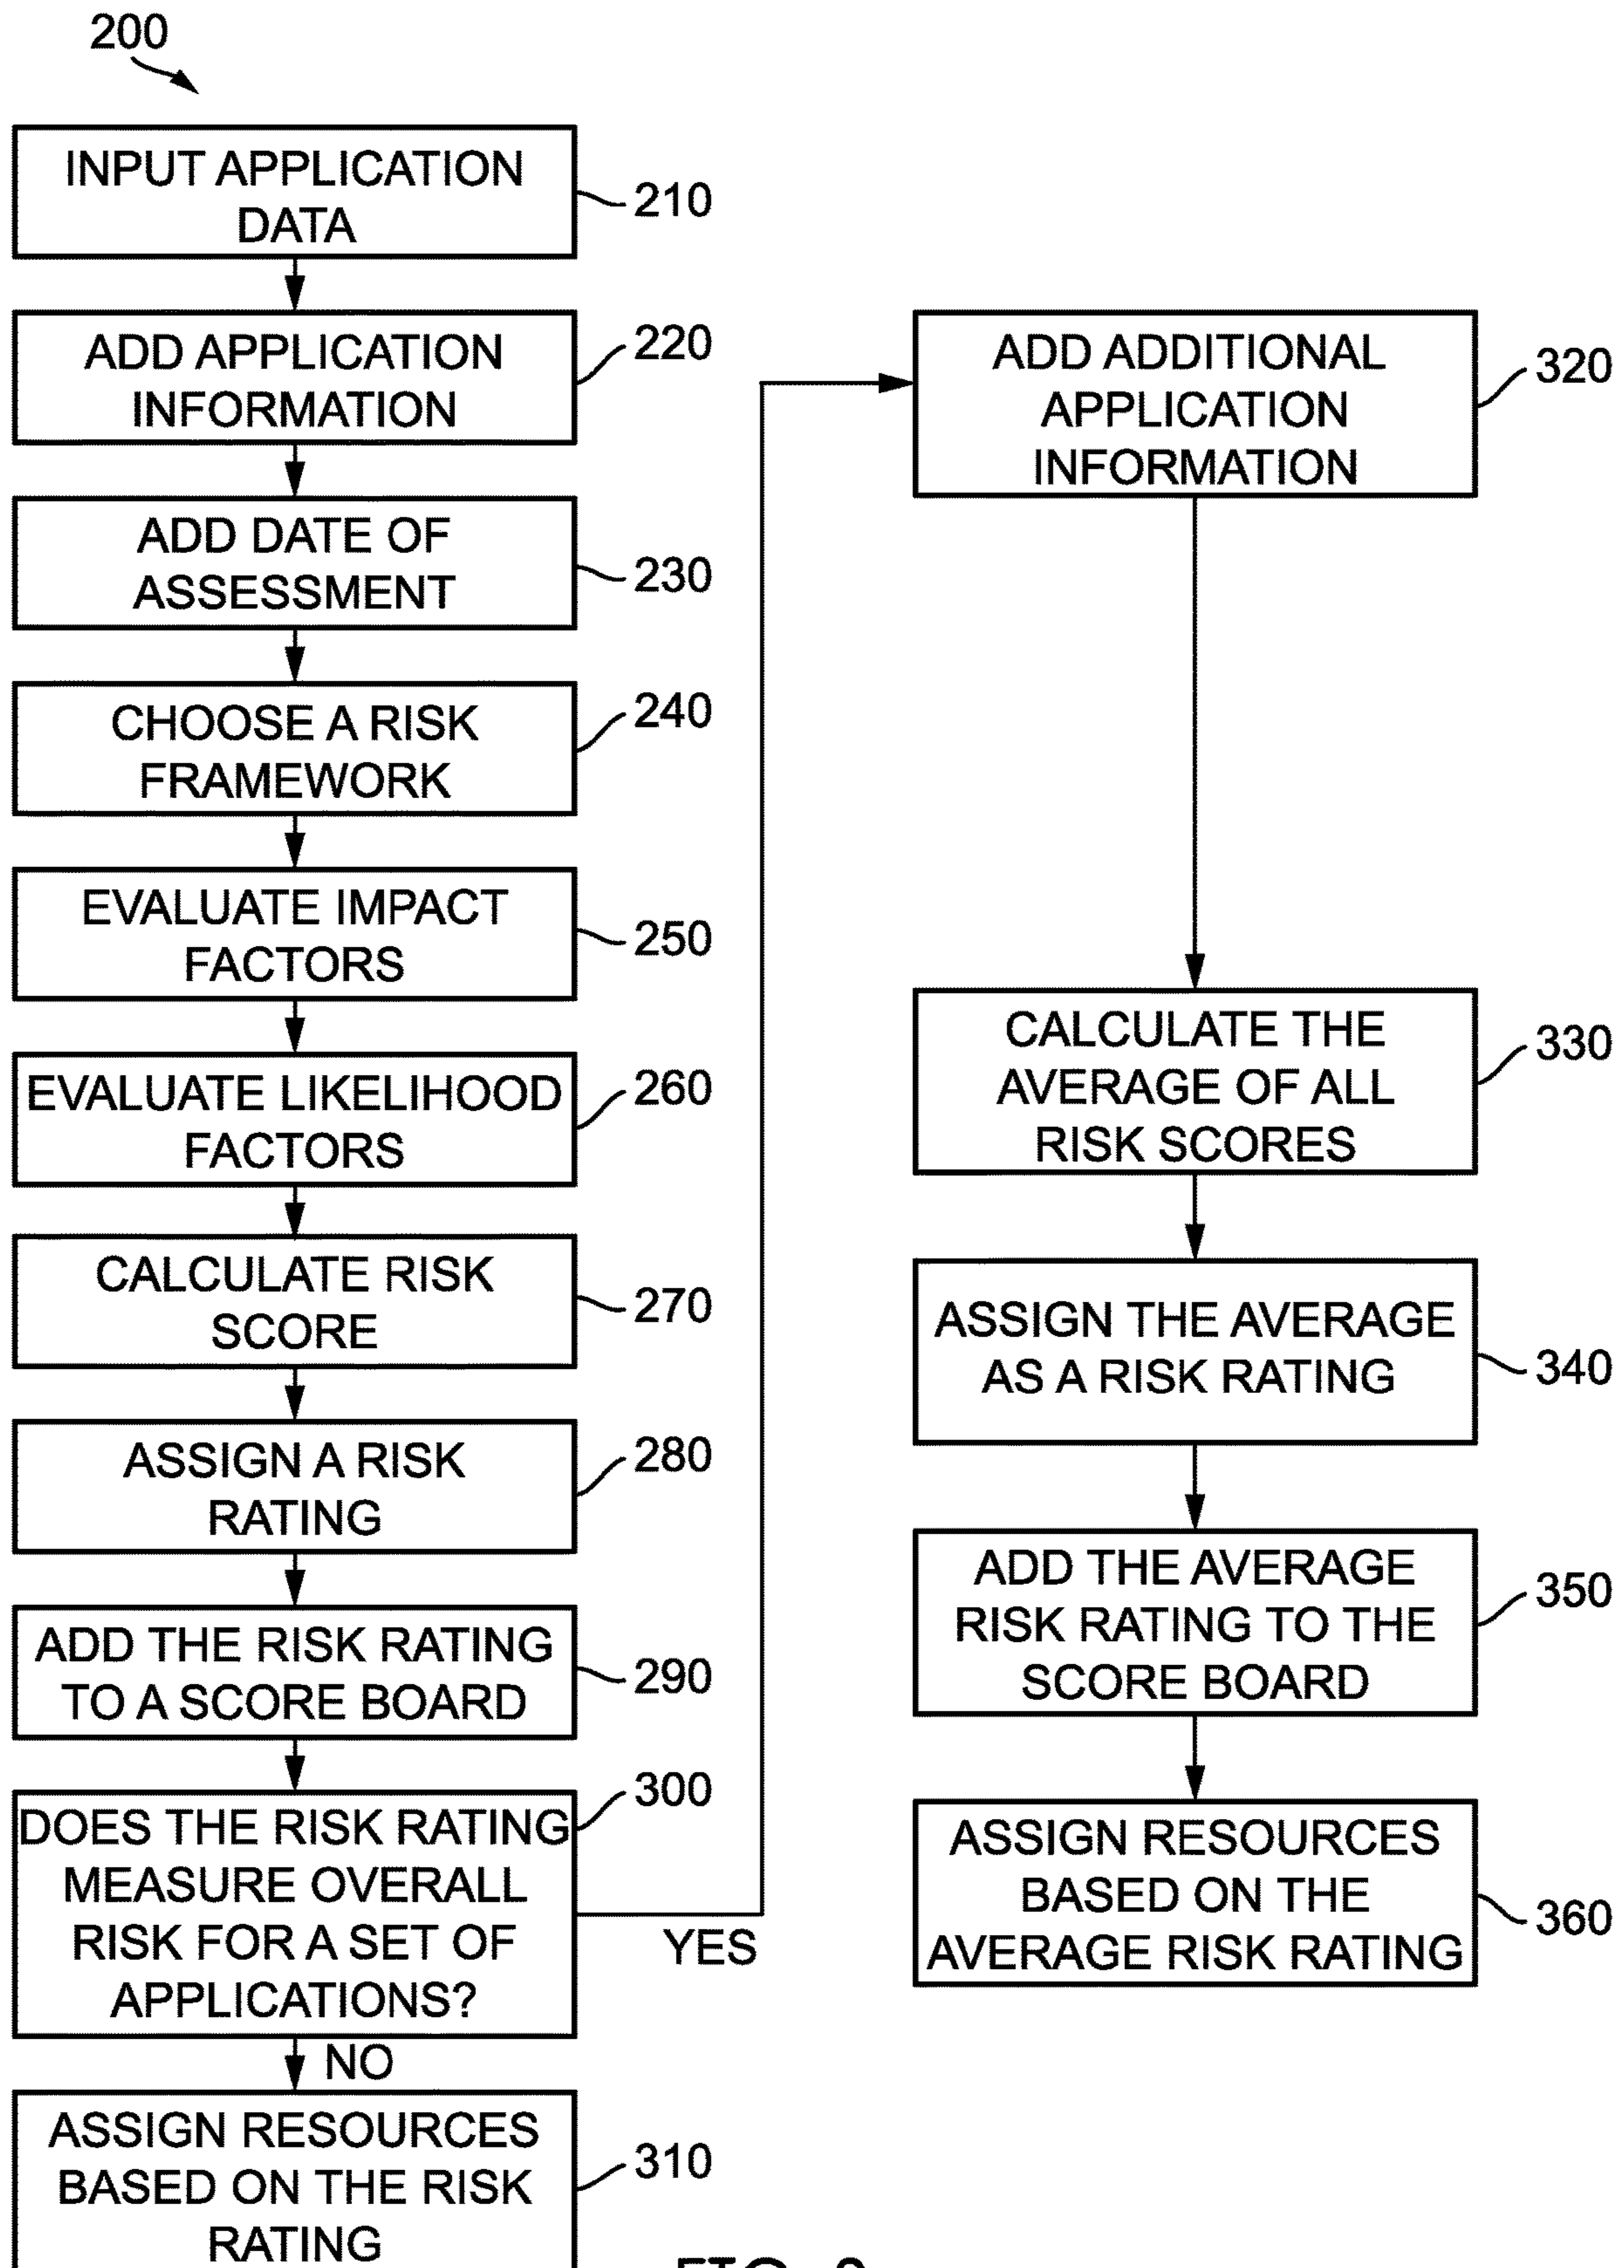 200
INPUT APPLICATION
DATA
210
ADD APPLICATION
INFORMATION
220
ADD DATE OF
ASSESSMENT
230
CHOOSE A RISK
FRAMEWORK
240
EVALUATE IMPACT
FACTORS
250
EVALUATE LIKELIHOOD
FACTORS
260
CALCULATE RISK
SCORE
270
ASSIGN A RISK
RATING
280
ADD THE RISK RATING
TO A SCORE BOARD
290
DOES THE RISK RATING
MEASURE OVERALL
RISK FOR A SET OF
APPLICATIONS?
300
YES
NO
ASSIGN RESOURCES
BASED ON THE RISK
RATING
310
ADD ADDITIONAL
APPLICATION
INFORMATION
320
CALCULATE THE
AVERAGE OF ALL
RISK SCORES
330
ASSIGN THE AVERAGE
AS A RISK RATING
340
ADD THE AVERAGE
RISK RATING TO THE
SCORE BOARD
350
ASSIGN RESOURCES
BASED ON THE
AVERAGE RISK RATING
360